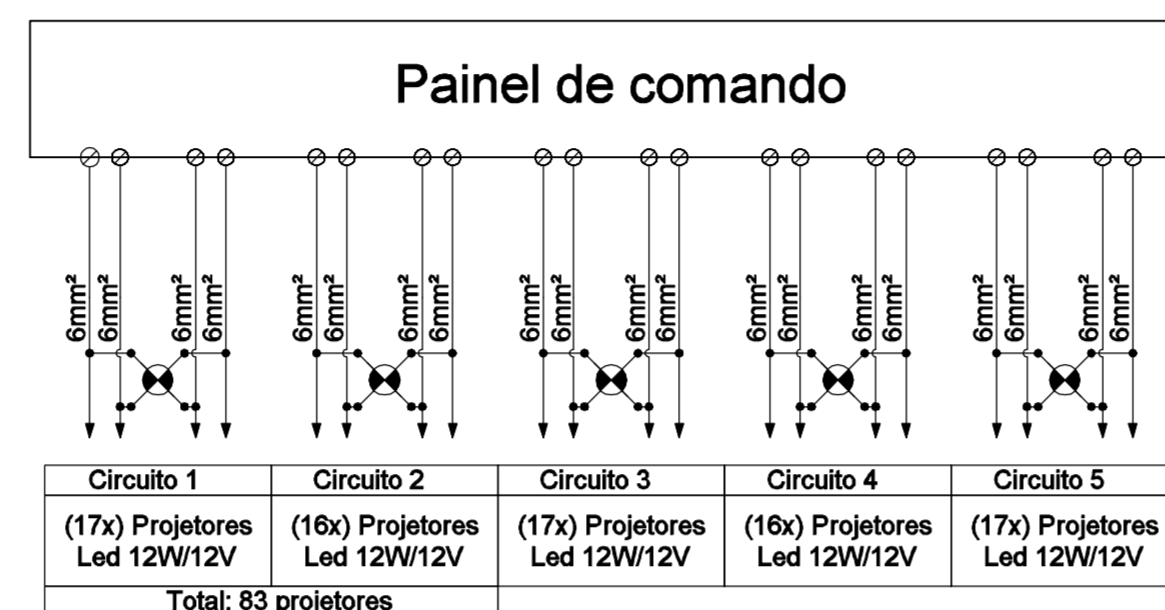 Painel de comando
6mm² 6mm² 6mm² 6mm² 6mm² 6mm² 6mm² 6mm² 6mm² 6mm² 6mm² 6mm² 6mm² 6mm² 6mm² 6mm² 6mm² 6mm² 6mm² 6mm²
Circuito 1 Circuito 2 Circuito 3 Circuito 4 Circuito 5
(17x) Projetores (16x) Projetores (17x) Projetores (16x) Projetores (17x) Projetores
Led 12W/12V Led 12W/12V Led 12W/12V Led 12W/12V Led 12W/12V
Total: 83 projetores